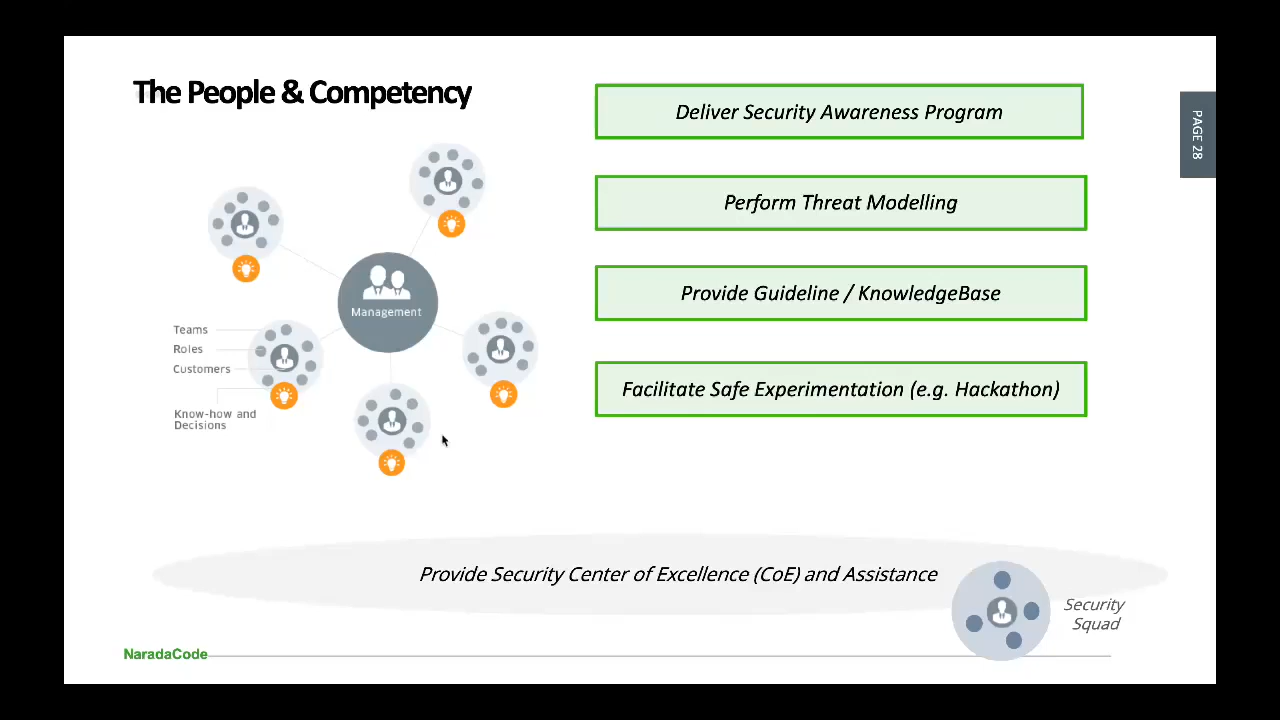 The People & Competency
Deliver Security Awareness Program
PAGE 28
Perform Threat Modelling
Provide Guideline / KnowledgeBase
Facilitate Safe Experimentation (e.g. Hackathon)
Management
Teams
Roles
Customers
Know-how and
Decisions
Provide Security Center of Excellence (CoE) and Assistance
Security
Squad
NaradaCode